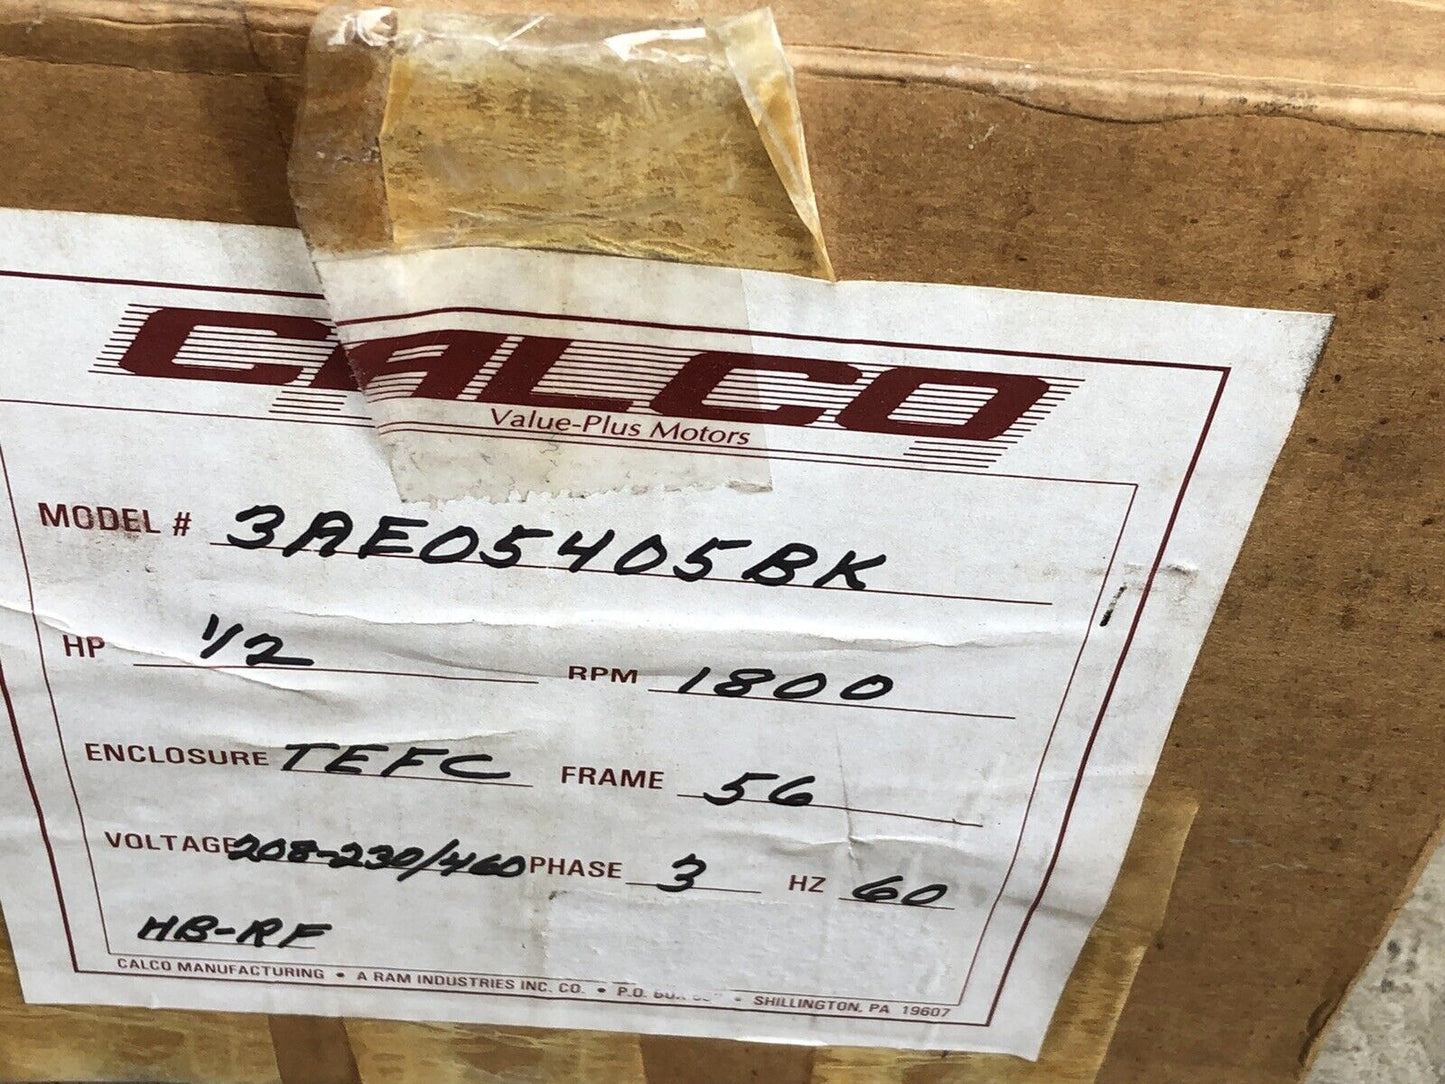 CALCO
Value-Plus Motors
MODEL # 3AE05405BK
HP 1/2 RPM 1800
ENCLOSURE TEFC FRAME 56
VOLTAGE 208-230/460 PHASE 3 HZ 60
HB-RF
CALCO MANUFACTURING • A RAM INDUSTRIES INC. CO. • P.O. BOX • SHILLINGTON, PA 19607